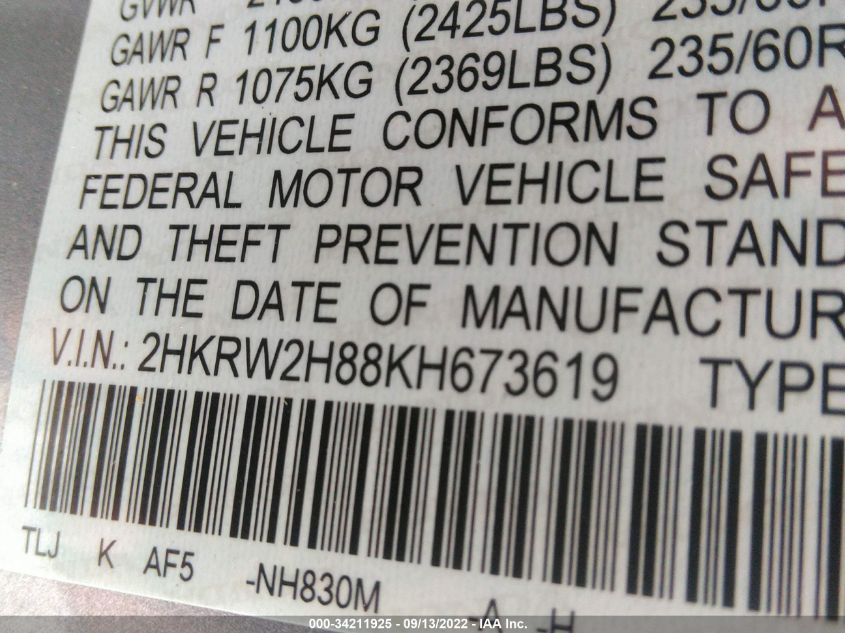 GVWR
GAWR F 1100KG (2425LBS) 235/60R
GAWR R 1075KG (2369LBS) 235/60R
THIS VEHICLE CONFORMS TO A
FEDERAL MOTOR VEHICLE SAFE
AND THEFT PREVENTION STAND
ON THE DATE OF MANUFACTUR
V.I.N.: 2HKRW2H88KH673619 TYPE
TLJ K AF5 -NH830M -A -H
000-34211925 - 09/13/2022 - IAA Inc.